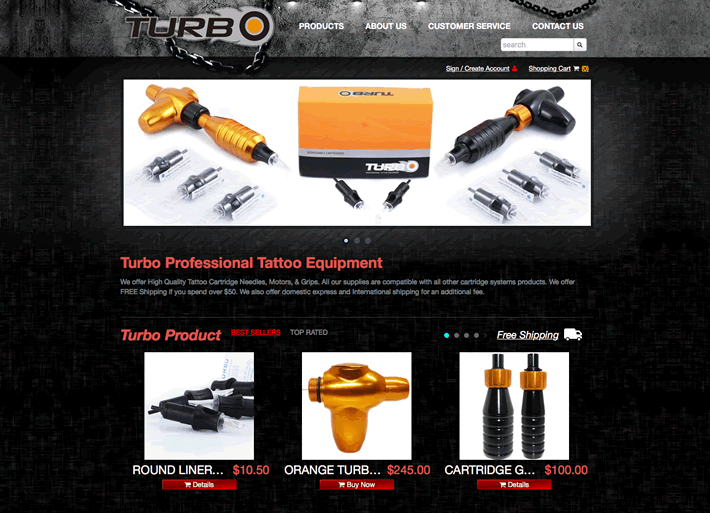 TURBO
PRODUCTS ABOUT US CUSTOMER SERVICE CONTACT US
search
Sign / Create Account Shopping Cart (0)
TURBO
DISPOSABLE CARTRIDGES
TURBO
Turbo Professional Tattoo Equipment
We offer High Quality Tattoo Cartridge Needles, Motors, & Grips. All our supplies are compatible with all other cartridge systems products. We offer
FREE Shipping if you spend over $50. We also offer domestic express and International shipping for an additional fee.
Turbo Product BEST SELLERS TOP RATED Free Shipping
ROUND LINER... $10.50 ORANGE TURB... $245.00 CARTRIDGE G... $100.00
Details Buy Now Details